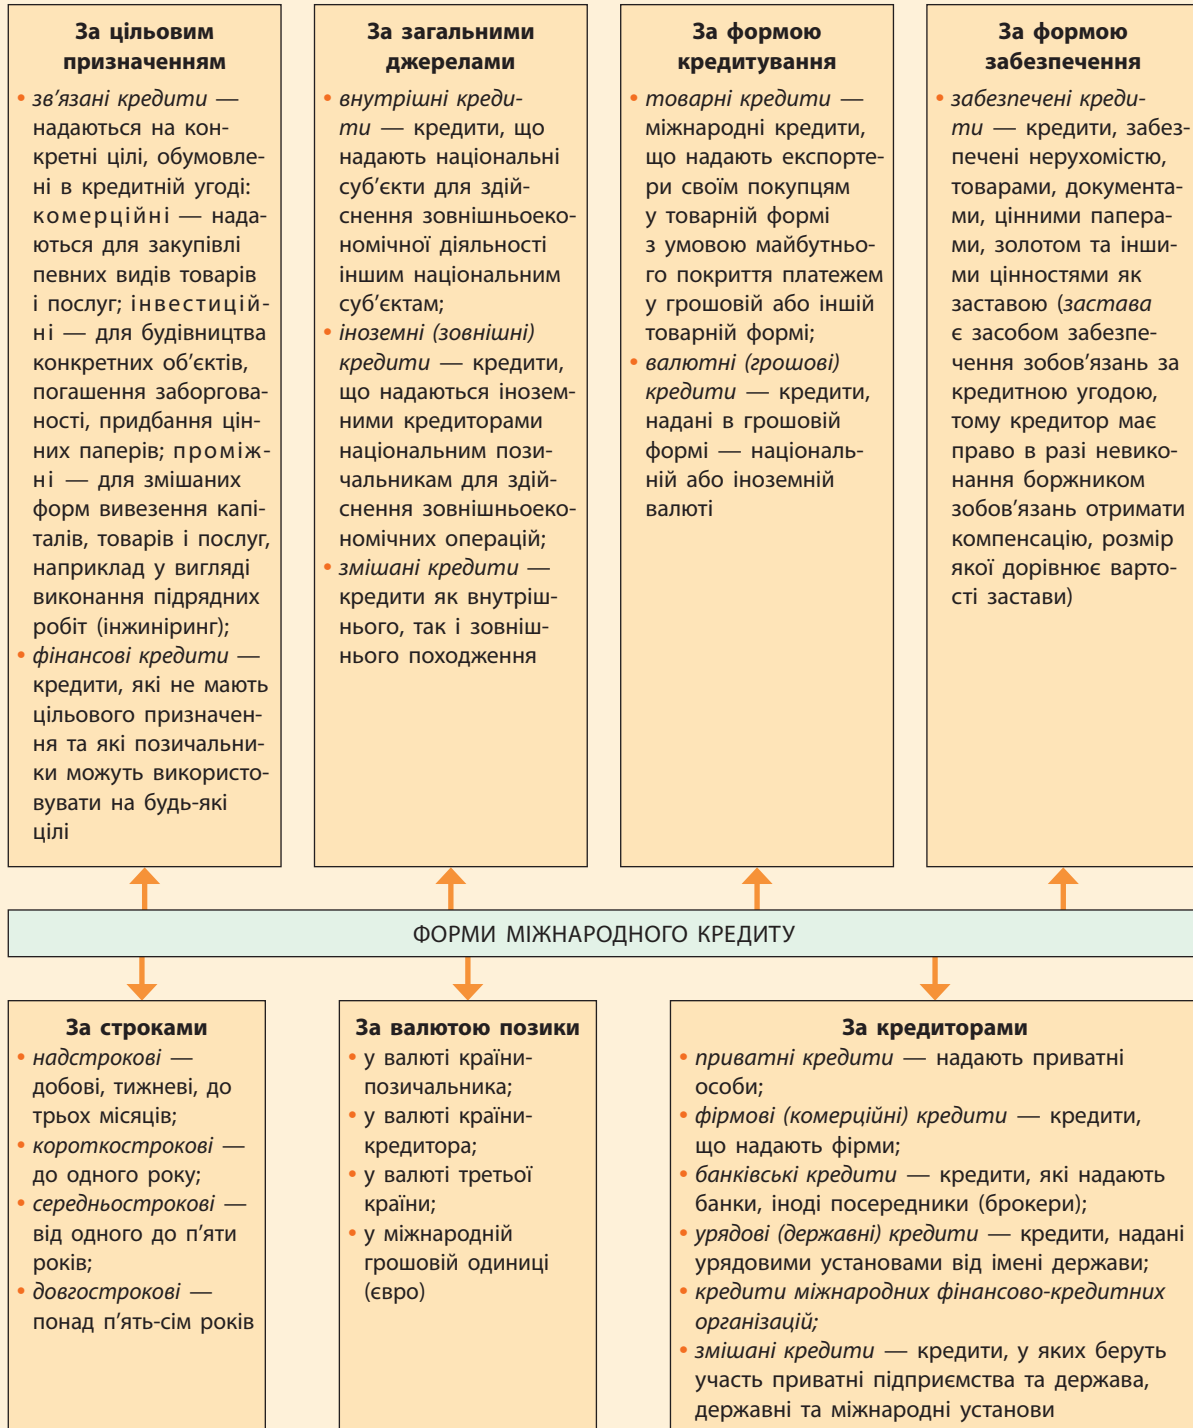 За цільовим
призначенням
• зв'язані кредити —
надаються на кон-
кретні цілі, обумовле-
ні в кредитній угоді:
комерційні — нада-
ються для закупівлі
певних видів товарів
і послуг; інвестицій-
ні — для будівництва
конкретних об’єктів,
погашення заборгова-
ності, придбання цін-
них паперів; проміж-
ні — для змішаних
форм вивезення капі-
талів, товарів і послуг,
наприклад у вигляді
виконання підрядних
робіт (інжиніринг);
• фінансові кредити —
кредити, які не мають
цільового призначен-
ня та які позичальни-
ки можуть використо-
вувати на будь-які
цілі
За загальними
джерелами
• внутрішні креди-
ти — кредити, що
надають національні
суб’єкти для здій-
снення зовнішньоеко-
номічної діяльності
іншим національним
суб’єктам;
• іноземні (зовнішні)
кредити — кредити,
що надаються інозем-
ними кредиторами
національним пози-
чальникам для здій-
снення зовнішньоеко-
номічних операцій;
• змішані кредити —
кредити як внутріш-
нього, так і зовніш-
нього походження
За формою
кредитування
• товарні кредити —
міжнародні кредити,
що надають експорте-
ри своїм покупцям
у товарній формі
з умовою майбутньо-
го покриття платежем
у грошовій або іншій
товарній формі;
• валютні (грошові)
кредити — кредити,
надані в грошовій
формі — національ-
ній або іноземній
валюті
За формою
забезпечення
• забезпечені креди-
ти — кредити, забез-
печені нерухомістю,
товарами, документа-
ми, цінними папера-
ми, золотом та інши-
ми цінностями як
заставою (застава
є засобом забезпе-
чення зобов’язань за
кредитною угодою,
тому кредитор має
право в разі невико-
нання боржником
зобов’язань отримати
компенсацію, розмір
якої дорівнює варто-
сті застави)
ФОРМИ МІЖНАРОДНОГО КРЕДИТУ
За строками
• надстрокові —
добові, тижневі, до
трьох місяців;
• короткострокові —
до одного року;
• середньострокові —
від одного до п’яти
років;
• довгострокові —
понад п’ять-сім років
За валютою позики
• у валюті країни-
позичальника;
• у валюті країни-
кредитора;
• у валюті третьої
країни;
• у міжнародній
грошовій одиниці
(євро)
За кредиторами
• приватні кредити — надають приватні
особи;
• фірмові (комерційні) кредити — кредити,
що надають фірми;
• банківські кредити — кредити, які надають
банки, іноді посередники (брокери);
• урядові (державні) кредити — кредити, надані
урядовими установами від імені держави;
• кредити міжнародних фінансово-кредитних
організацій;
• змішані кредити — кредити, у яких беруть
участь приватні підприємства та держава,
державні та міжнародні установи